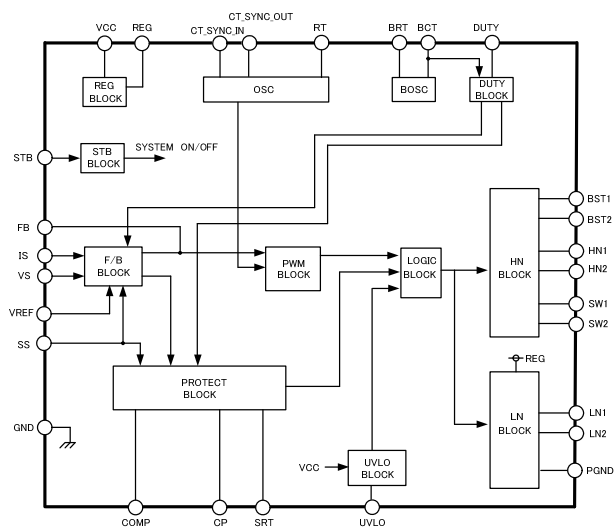 CT_SYNC_OUT
VCC
REG
CT_SYNC_IN
RT
BRT
BCT
DUTY
REG
BLOCK
OSC
BOSC
DUTY
BLOCK
STB
STB
BLOCK
SYSTEM ON/OFF
FB
IS
VS
VREF
SS
GND
F/B
BLOCK
PWM
BLOCK
LOGIC
BLOCK
HN
BLOCK
BST1
BST2
HN1
HN2
SW1
SW2
PROTECT
BLOCK
REG
LN
BLOCK
LN1
LN2
PGND
VCC
UVLO
BLOCK
COMP
CP
SRT
UVLO